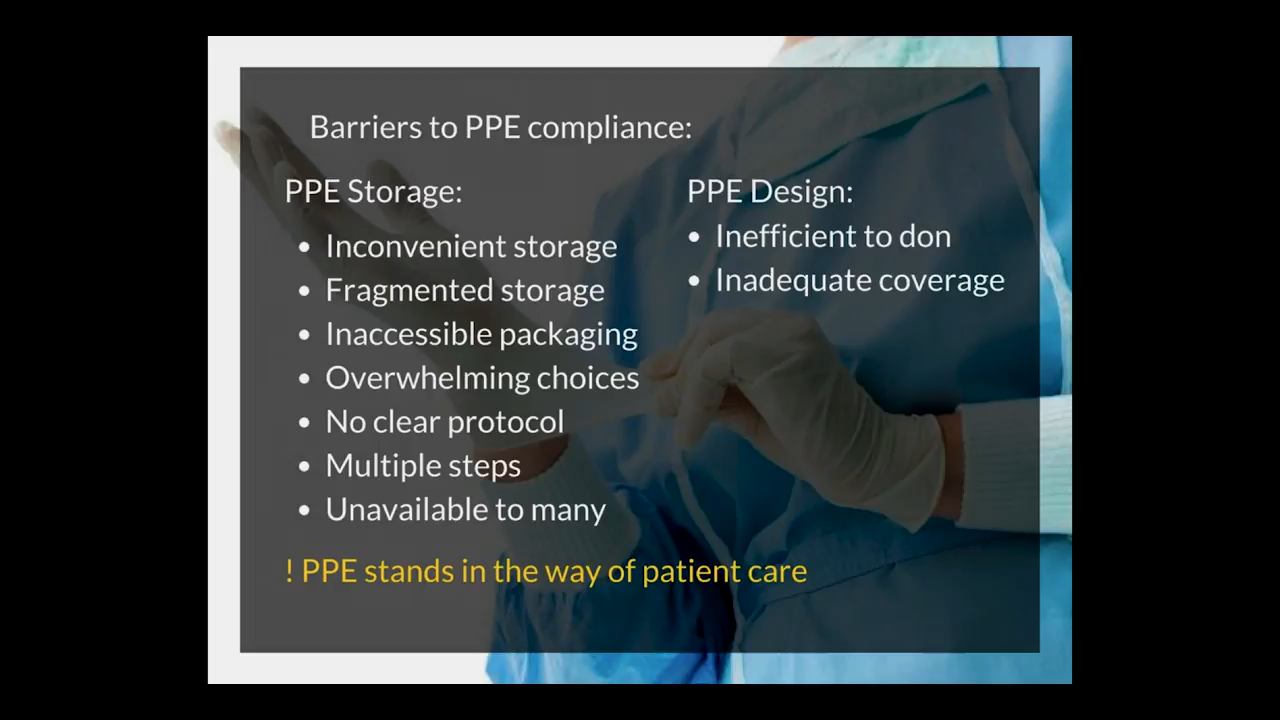 Barriers to PPE compliance:
PPE Storage:
• Inconvenient storage
• Fragmented storage
• Inaccessible packaging
• Overwhelming choices
• No clear protocol
• Multiple steps
• Unavailable to many
PPE Design:
• Inefficient to don
• Inadequate coverage
! PPE stands in the way of patient care